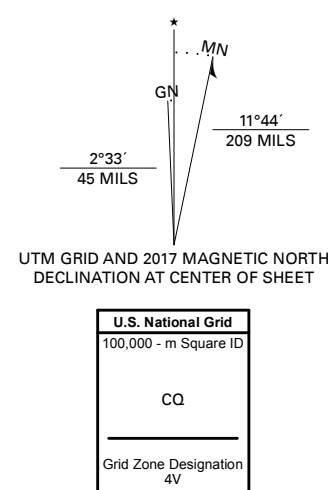 ★
MN
GN
11°44´
209 MILS
2°33´
45 MILS
UTM GRID AND 2017 MAGNETIC NORTH
DECLINATION AT CENTER OF SHEET
U.S. National Grid
100,000 - m Square ID
CQ
Grid Zone Designation
4V